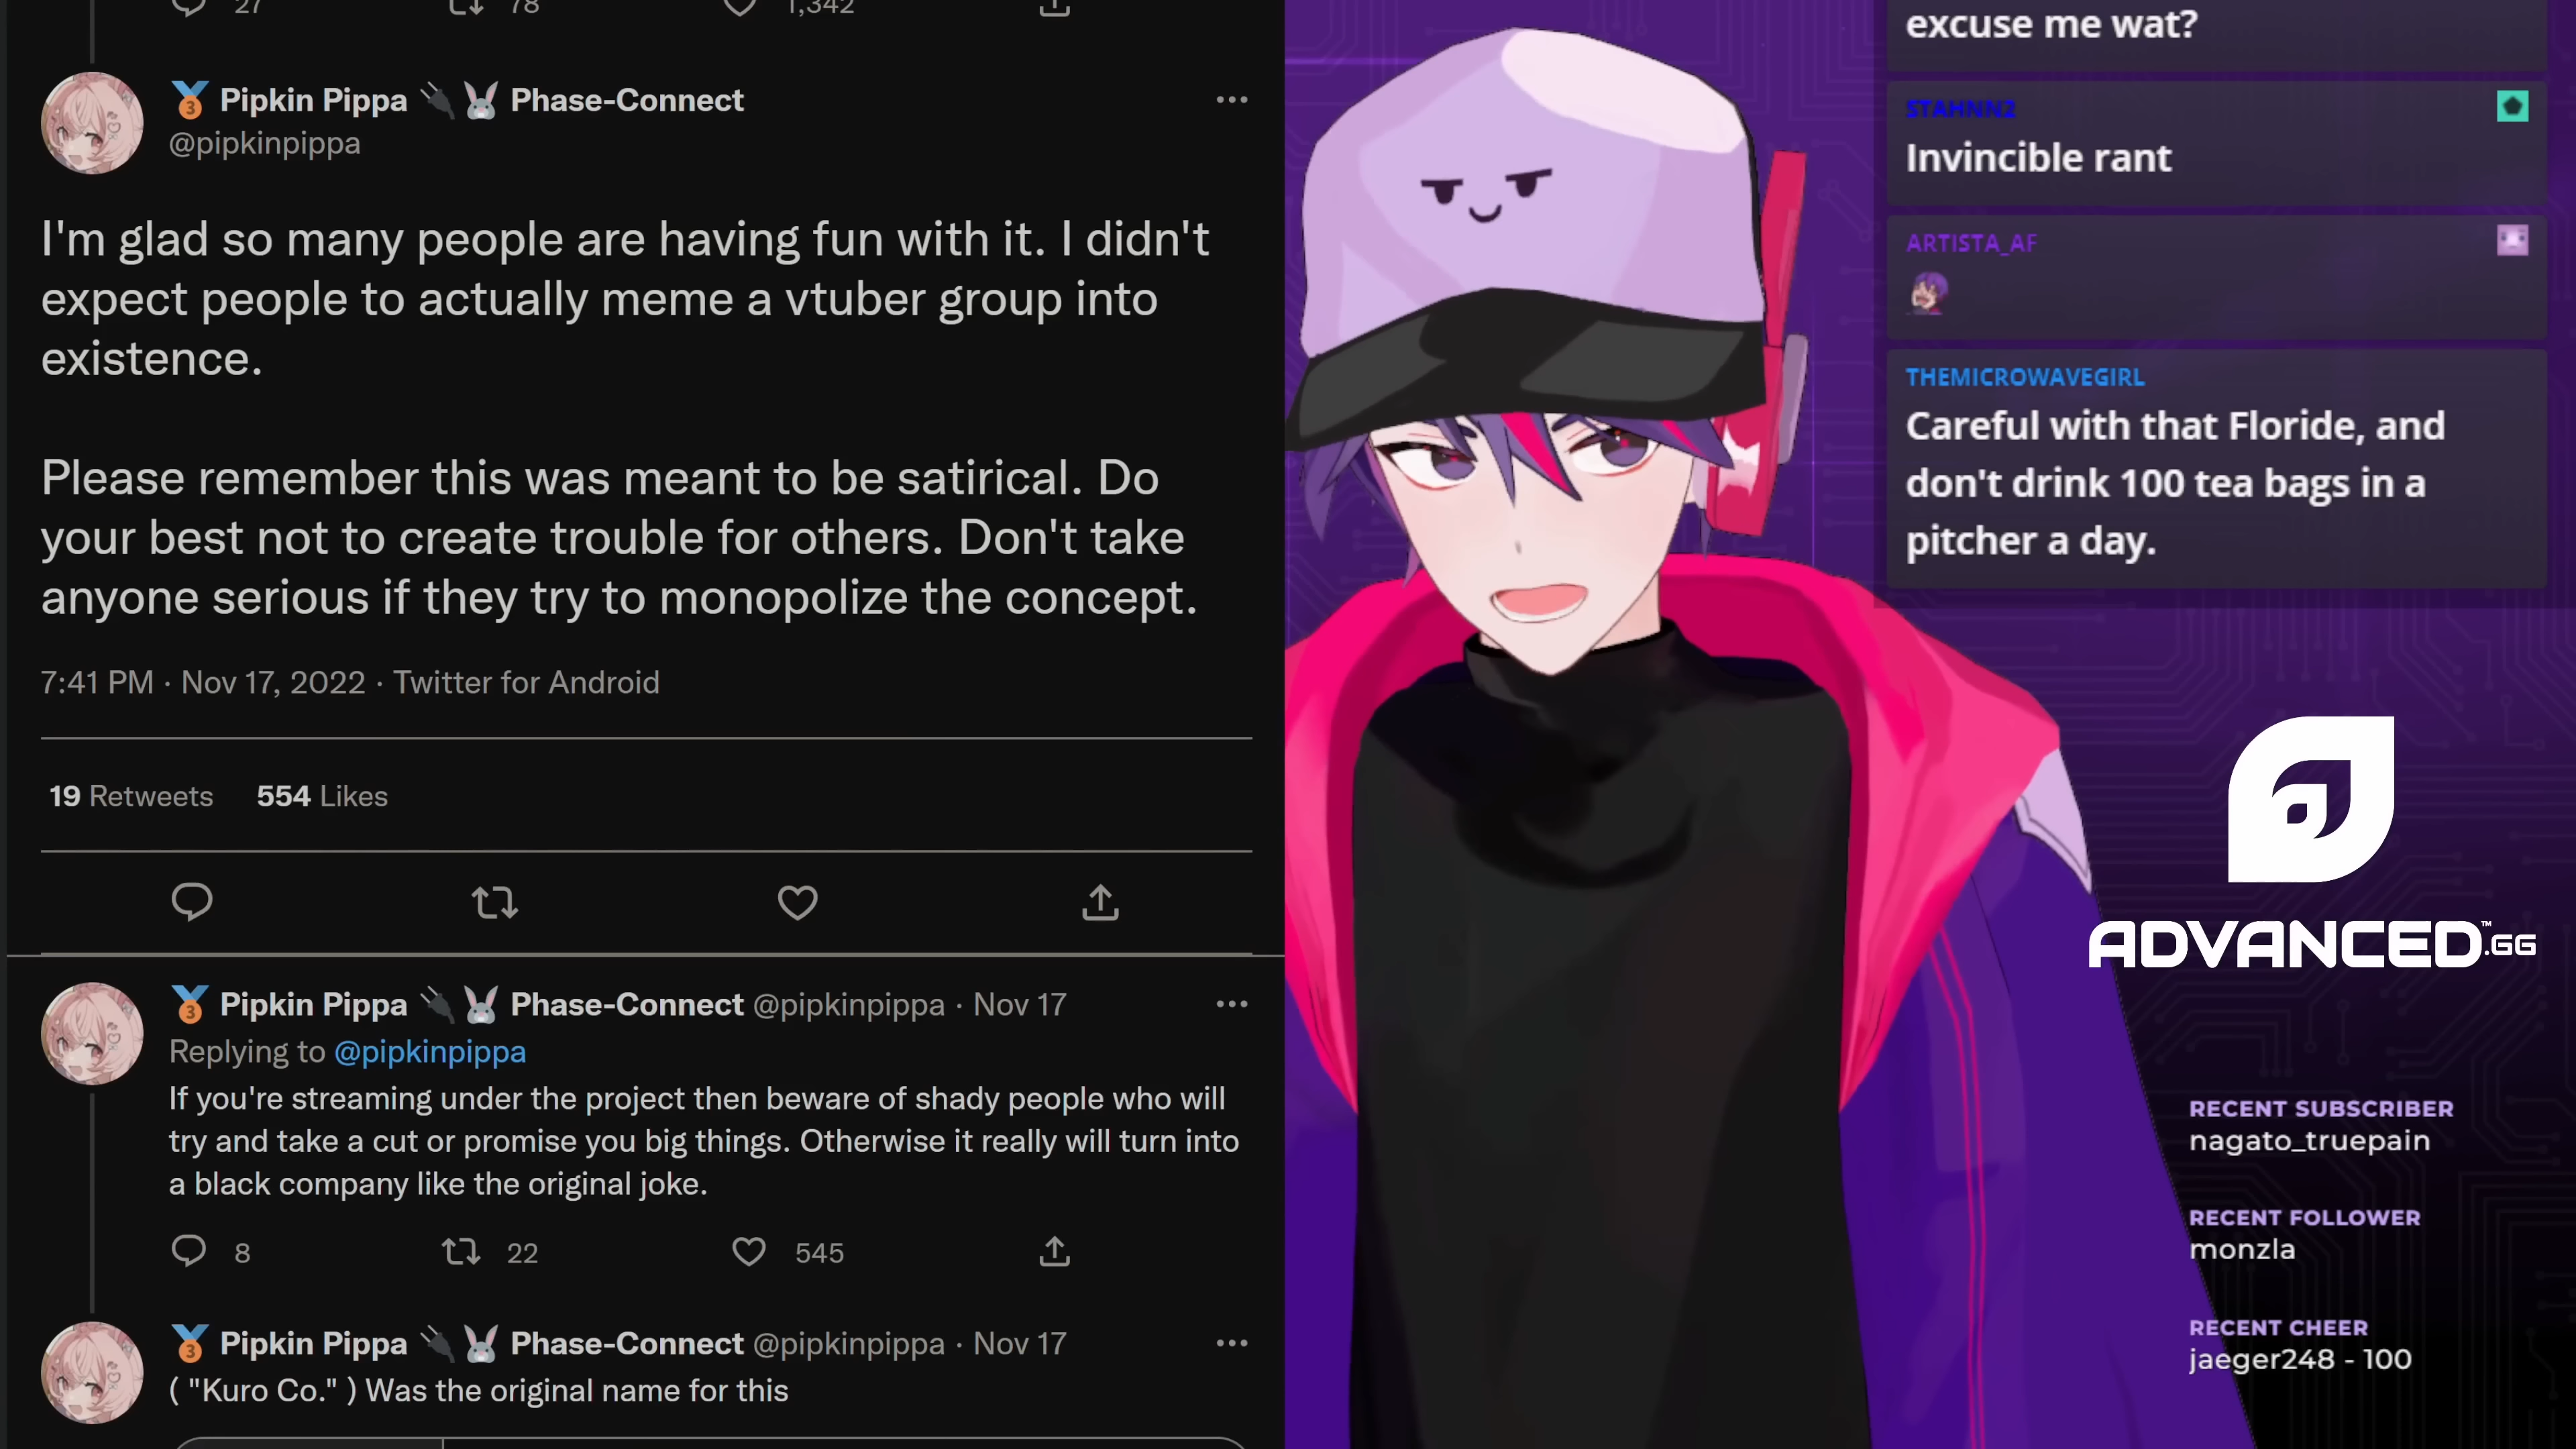 27 78 1,342
Pipkin Pippa 🔌🐰 Phase-Connect
@pipkinpippa
I'm glad so many people are having fun with it. I didn't
expect people to actually meme a vtuber group into
existence.
Please remember this was meant to be satirical. Do
your best not to create trouble for others. Don't take
anyone serious if they try to monopolize the concept.
7:41 PM · Nov 17, 2022 · Twitter for Android
19 Retweets 554 Likes
Pipkin Pippa 🔌🐰 Phase-Connect @pipkinpippa · Nov 17
Replying to @pipkinpippa
If you're streaming under the project then beware of shady people who will
try and take a cut or promise you big things. Otherwise it really will turn into
a black company like the original joke.
8 22 545
Pipkin Pippa 🔌🐰 Phase-Connect @pipkinpippa · Nov 17
( "Kuro Co." ) Was the original name for this
excuse me wat?
STAHNN2
Invincible rant
ARTISTA_AF
THEMICROWAVEGIRL
Careful with that Floride, and
don't drink 100 tea bags in a
pitcher a day.
ADVANCED™.GG
RECENT SUBSCRIBER
nagato_truepain
RECENT FOLLOWER
monzla
RECENT CHEER
jaeger248 - 100